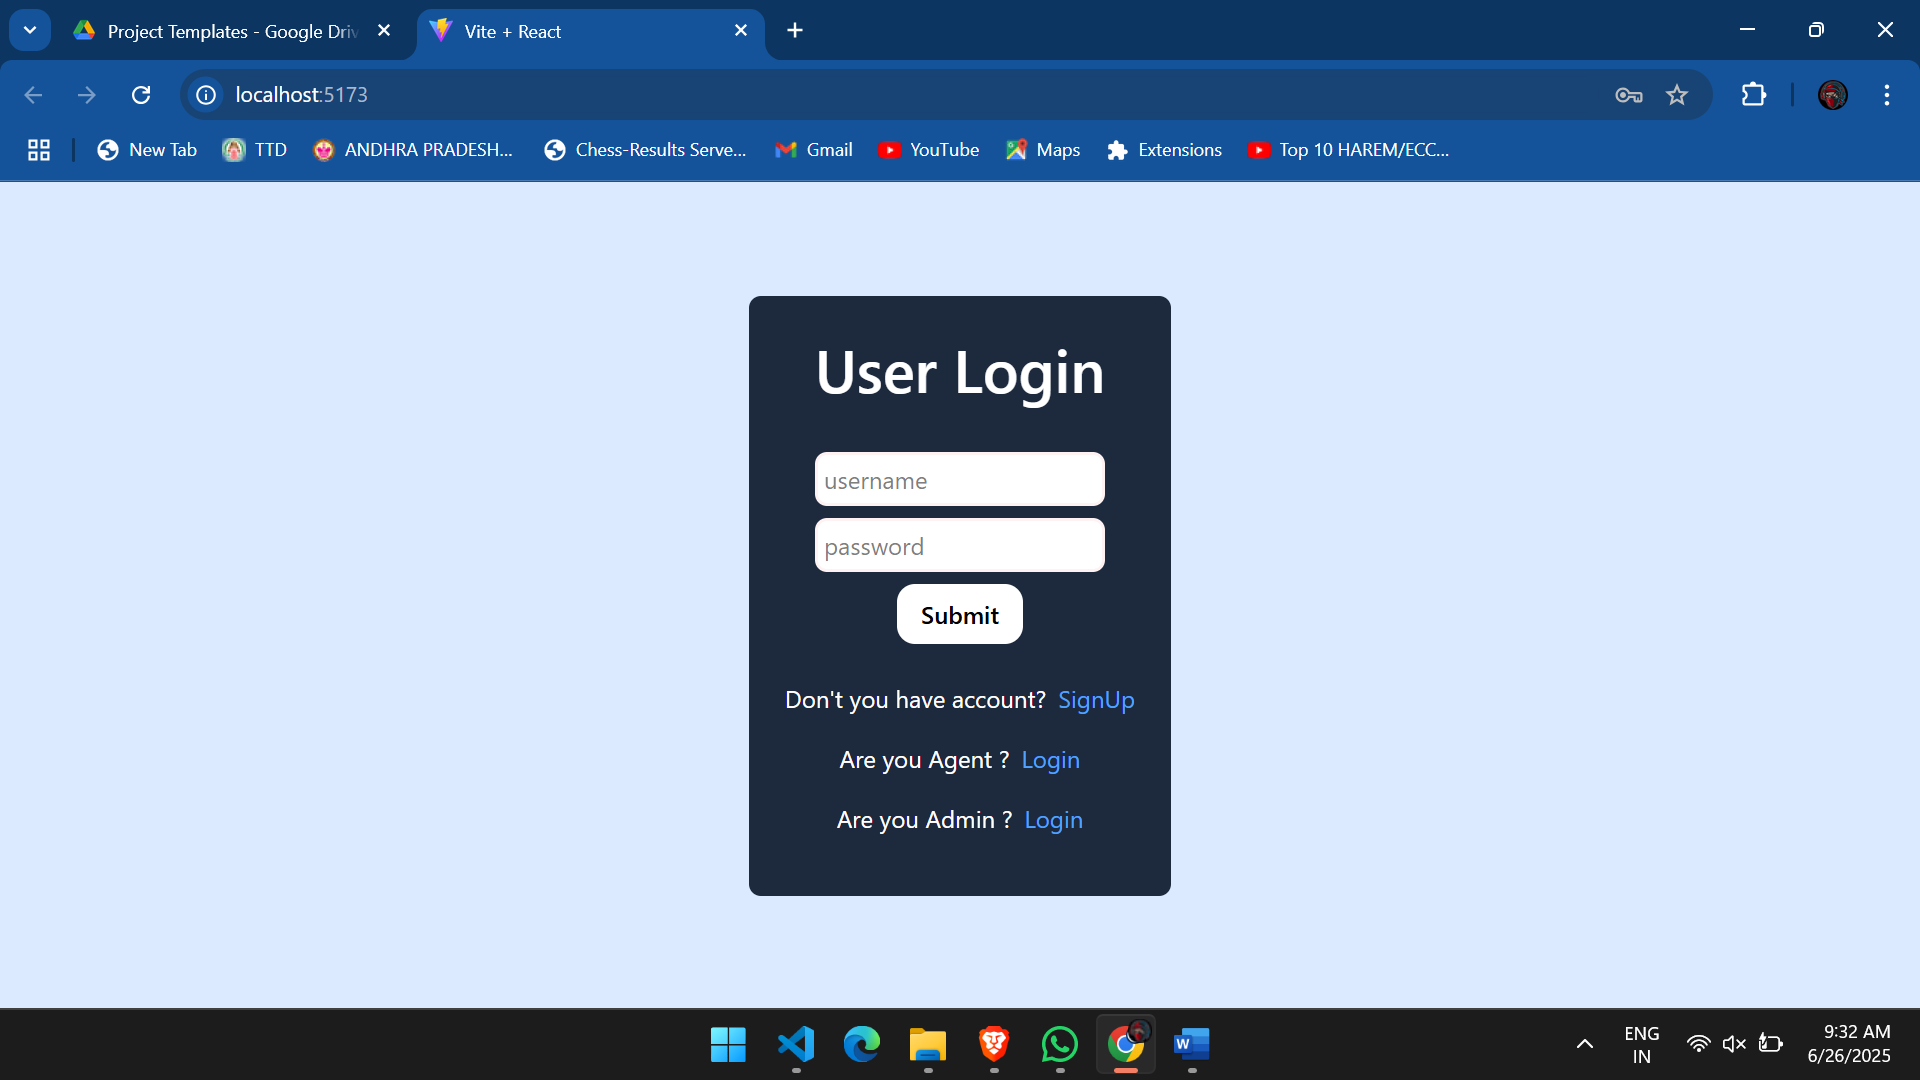 Project Templates - Google Driv
Vite + React
localhost:5173
New Tab
TTD
ANDHRA PRADESH...
Chess-Results Serve...
Gmail
YouTube
Maps
Extensions
Top 10 HAREM/ECC...
User Login
username
password
Submit
Don't you have account? SignUp
Are you Agent ? Login
Are you Admin ? Login
W
ENG
IN
9:32 AM
6/26/2025